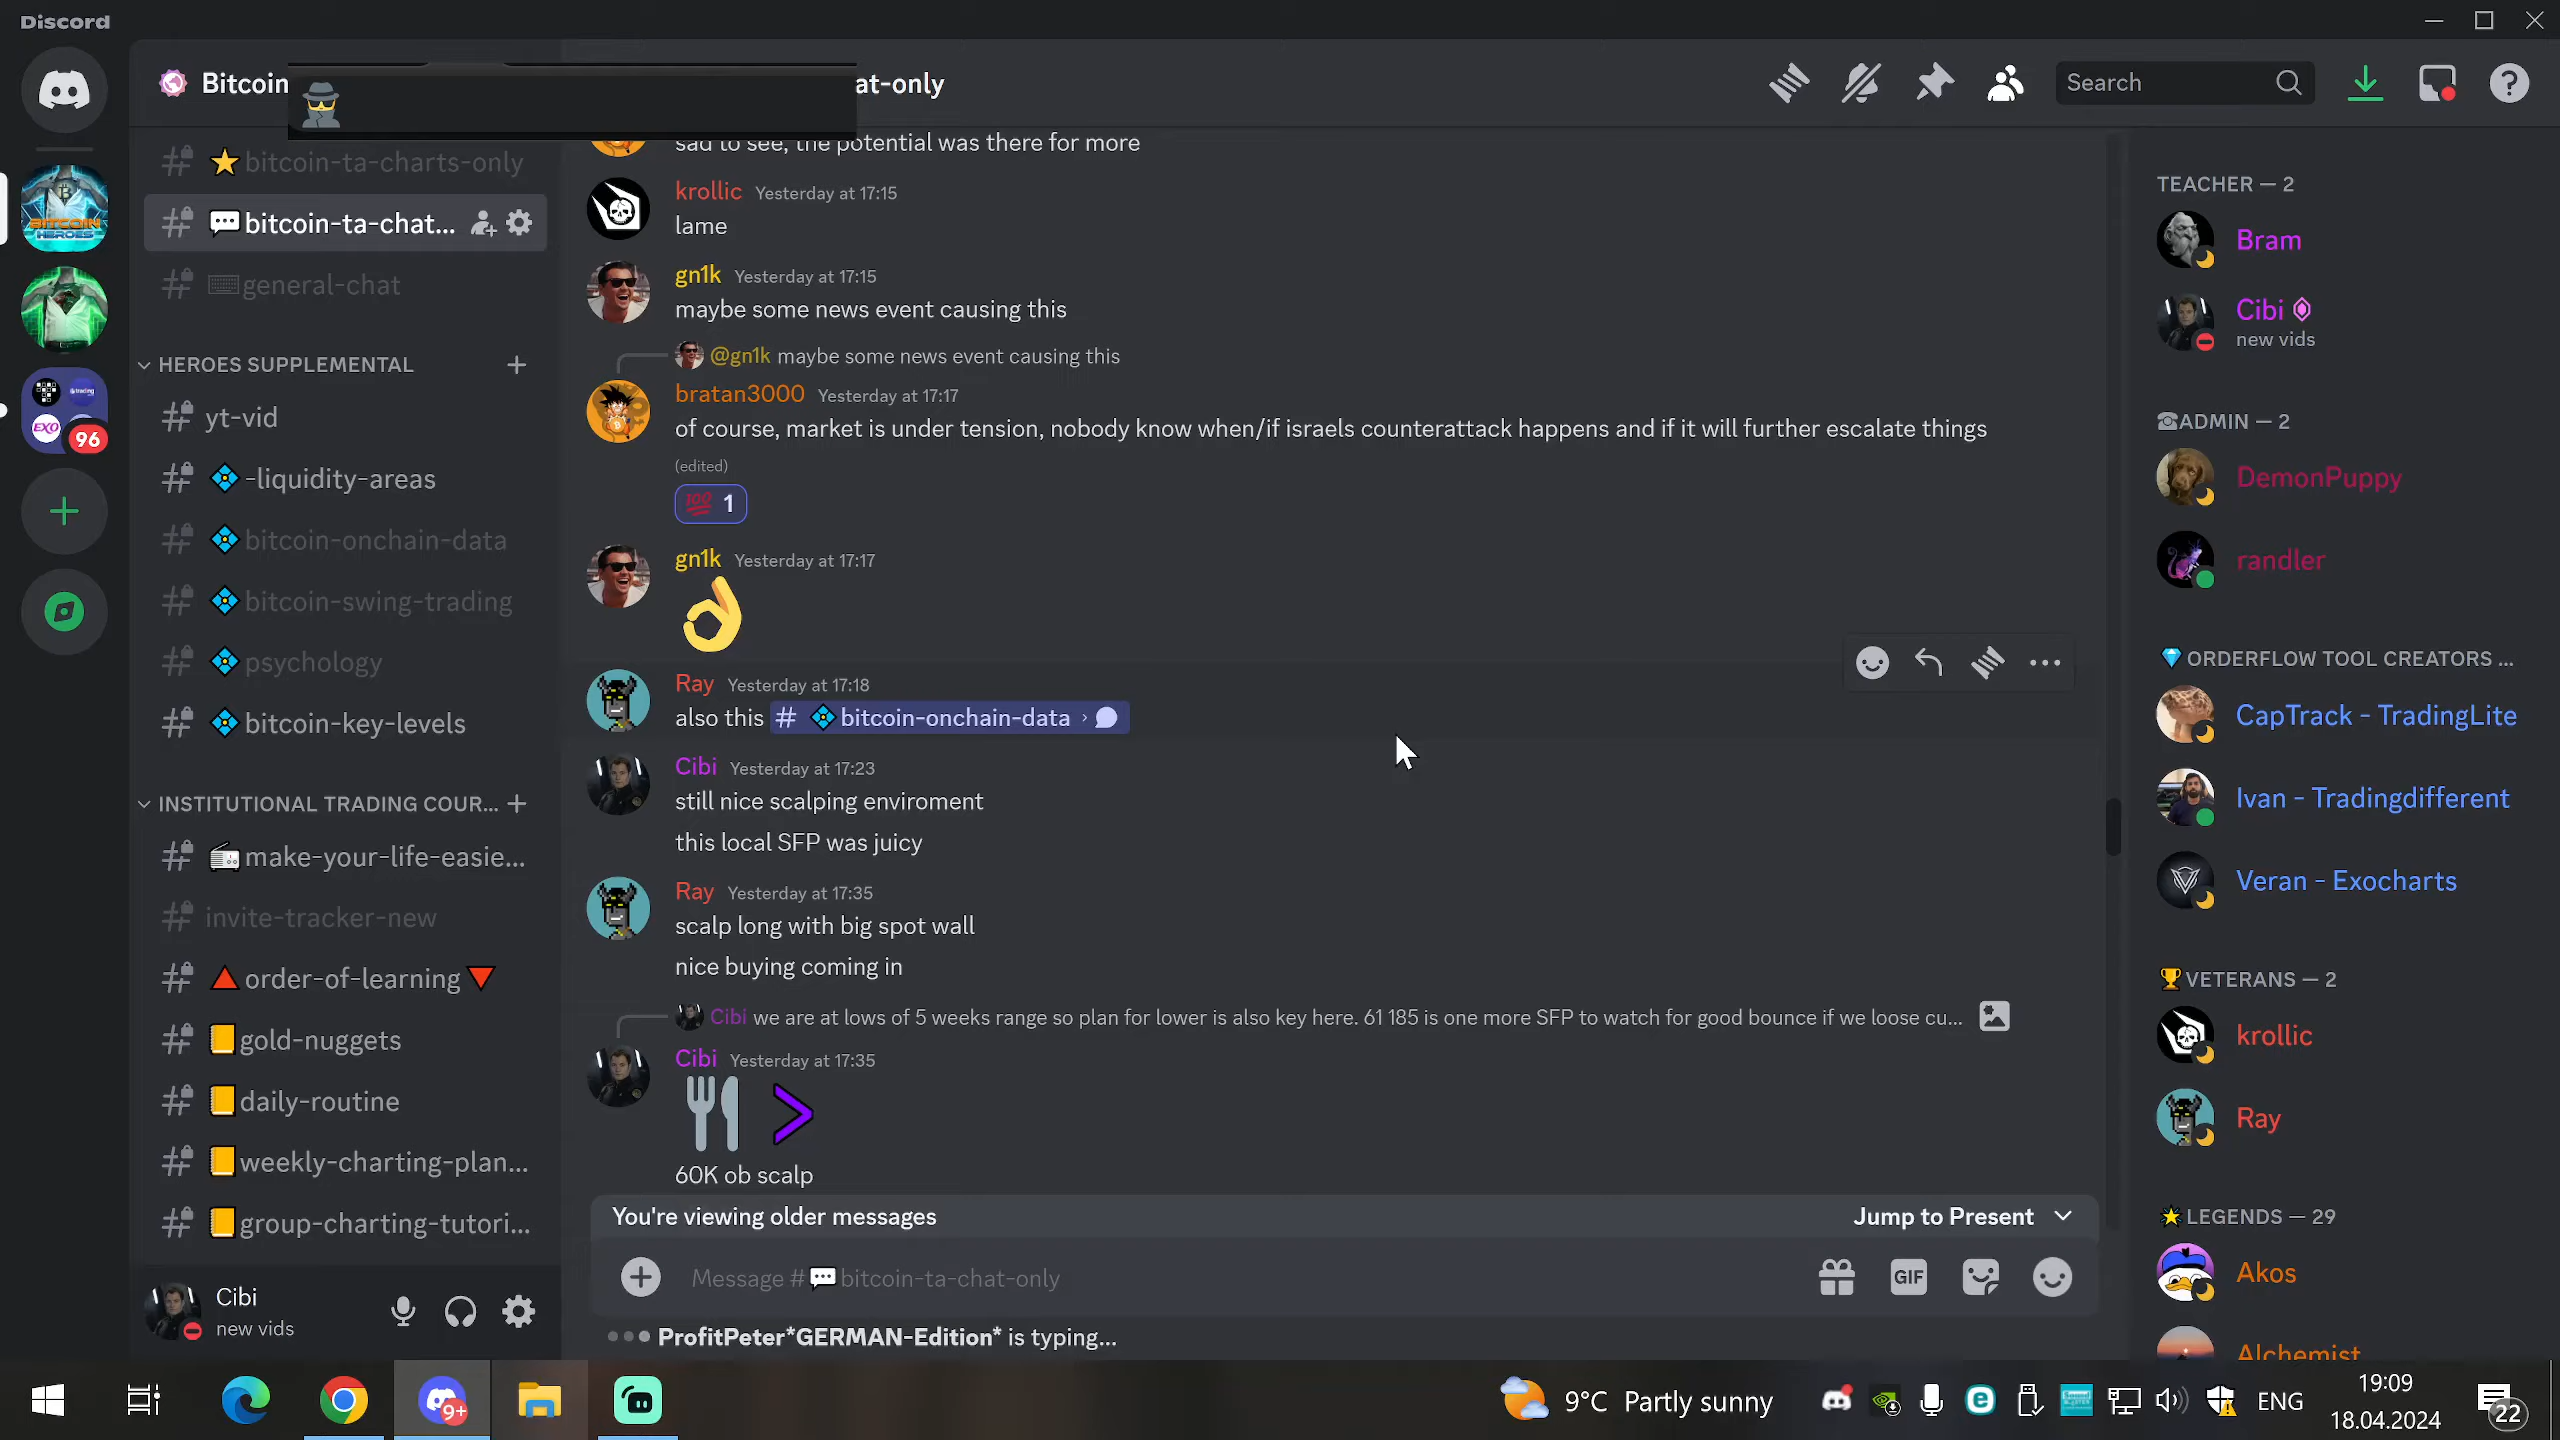 Discord
Bitcoin
at-only
Search
bitcoin-ta-charts-only
bitcoin-ta-chat...
general-chat
HEROES SUPPLEMENTAL
yt-vid
-liquidity-areas
bitcoin-onchain-data
bitcoin-swing-trading
psychology
bitcoin-key-levels
INSTITUTIONAL TRADING COUR...
make-your-life-easie...
invite-tracker-new
order-of-learning
gold-nuggets
daily-routine
weekly-charting-plan...
group-charting-tutori...
Cibi
new vids
BITCOIN
HEROES
trading
EXO
96
sad to see, the potential was there for more
krollic Yesterday at 17:15
lame
gn1k Yesterday at 17:15
maybe some news event causing this
@gn1k maybe some news event causing this
bratan3000 Yesterday at 17:17
of course, market is under tension, nobody know when/if israels counterattack happens and if it will further escalate things
(edited)
💯 1
gn1k Yesterday at 17:17
👌
Ray Yesterday at 17:18
also this # bitcoin-onchain-data ›
Cibi Yesterday at 17:23
still nice scalping enviroment
this local SFP was juicy
Ray Yesterday at 17:35
scalp long with big spot wall
nice buying coming in
Cibi we are at lows of 5 weeks range so plan for lower is also key here. 61 185 is one more SFP to watch for good bounce if we loose cu...
Cibi Yesterday at 17:35
🍴 >
60K ob scalp
You're viewing older messages
Jump to Present
Message # bitcoin-ta-chat-only
GIF
ProfitPeter*GERMAN-Edition* is typing...
TEACHER — 2
Bram
Cibi
new vids
ADMIN — 2
DemonPuppy
randler
ORDERFLOW TOOL CREATORS ...
CapTrack - TradingLite
Ivan - Tradingdifferent
Veran - Exocharts
VETERANS — 2
krollic
Ray
LEGENDS — 29
Akos
Alchemist
9+
9°C Partly sunny
ENG
19:09
18.04.2024
22